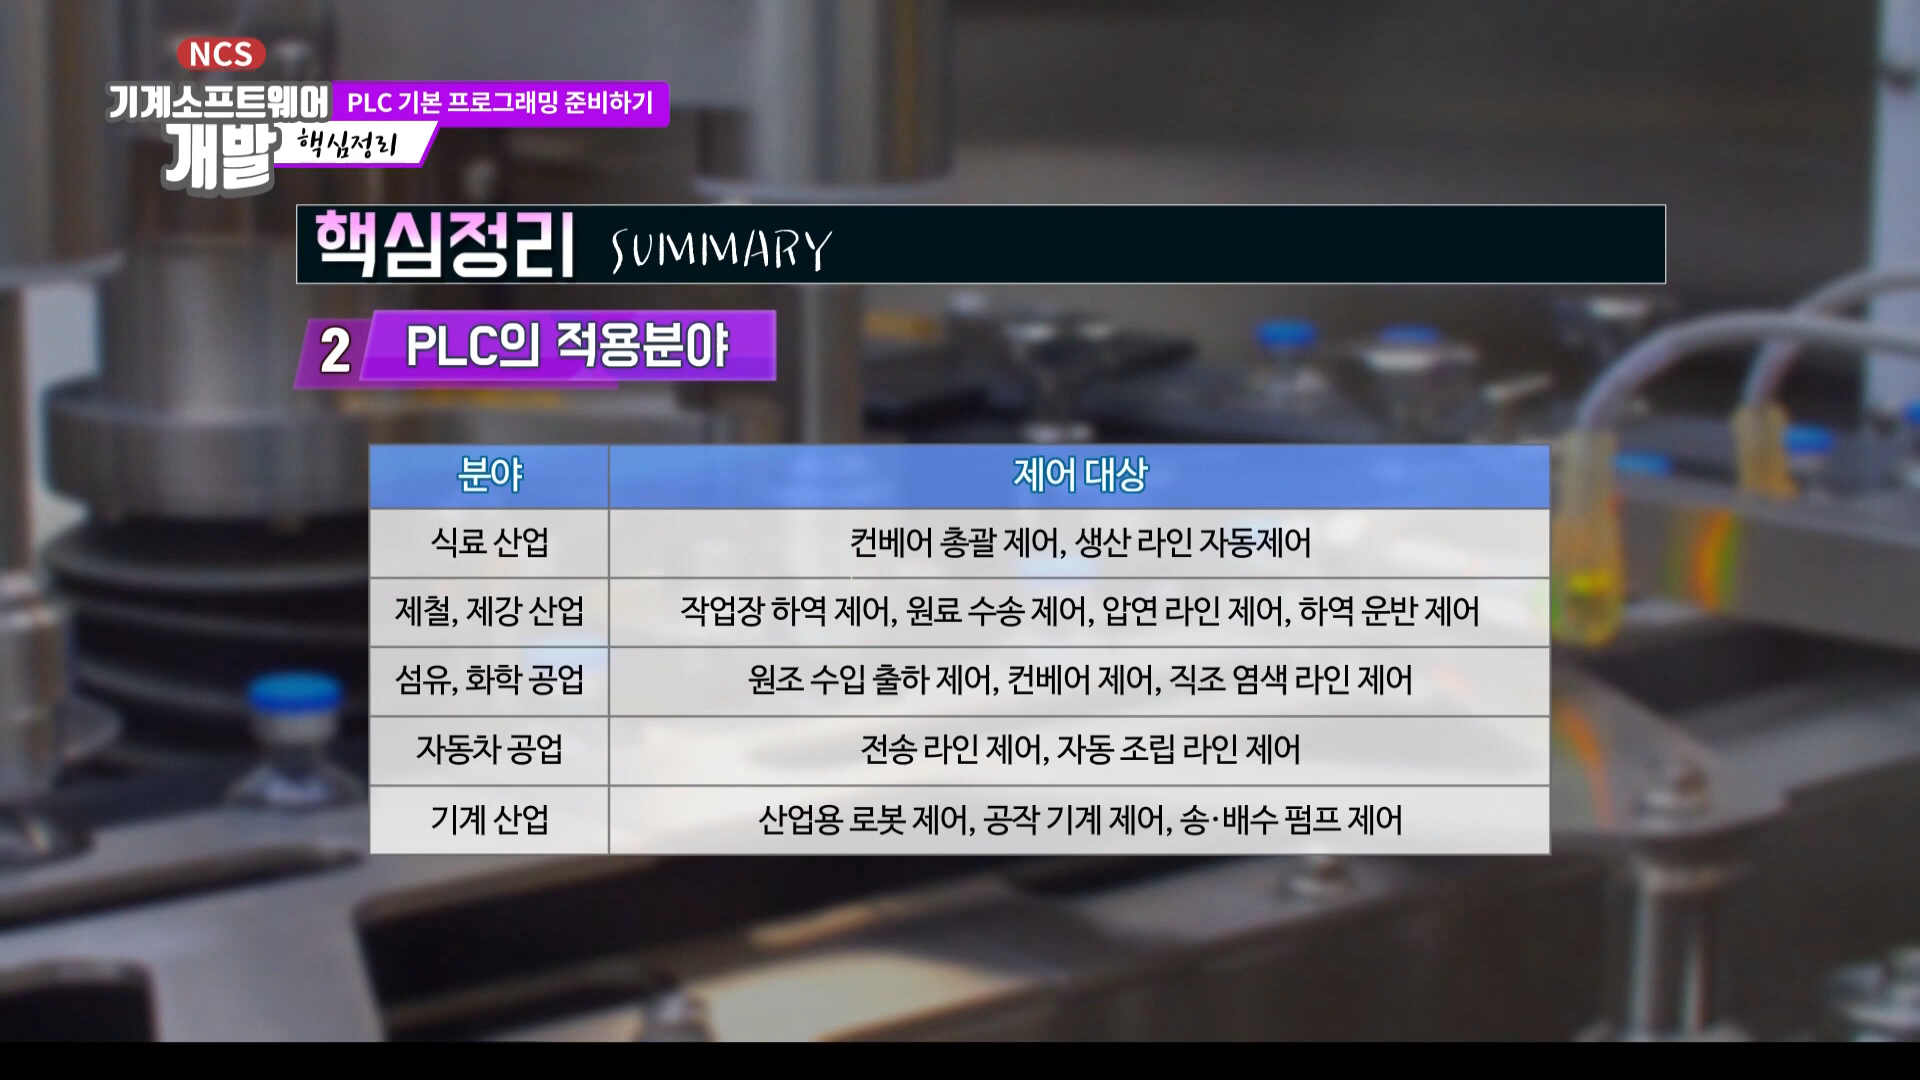 NCS
기계소프트웨어
개발
PLC 기본 프로그래밍 준비하기
핵심정리
핵심정리 SUMMARY
2 PLC의 적용분야
분야 제어 대상
식료 산업 컨베어 총괄 제어, 생산 라인 자동제어
제철, 제강 산업 작업장 하역 제어, 원료 수송 제어, 압연 라인 제어, 하역 운반 제어
섬유, 화학 공업 원조 수입 출하 제어, 컨베어 제어, 직조 염색 라인 제어
자동차 공업 전송 라인 제어, 자동 조립 라인 제어
기계 산업 산업용 로봇 제어, 공작 기계 제어, 송·배수 펌프 제어